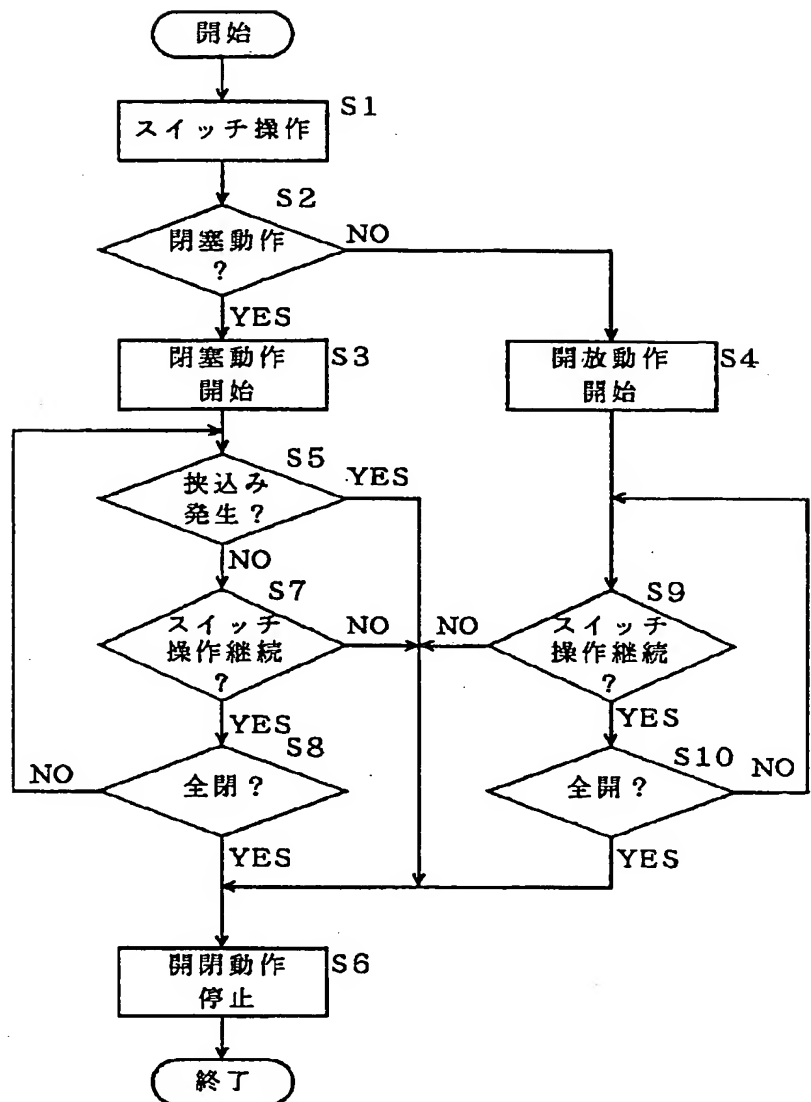 開始
S1
スイッチ操作
S2
閉塞動作
?
NO
YES
S3
閉塞動作
開始
S4
開放動作
開始
S5
挟込み
発生?
YES
NO
S7
スイッチ
操作継続
?
NO
YES
S9
スイッチ
操作継続
?
NO
YES
S8
全閉?
NO
YES
S10
全開?
NO
YES
S6
開閉動作
停止
終了